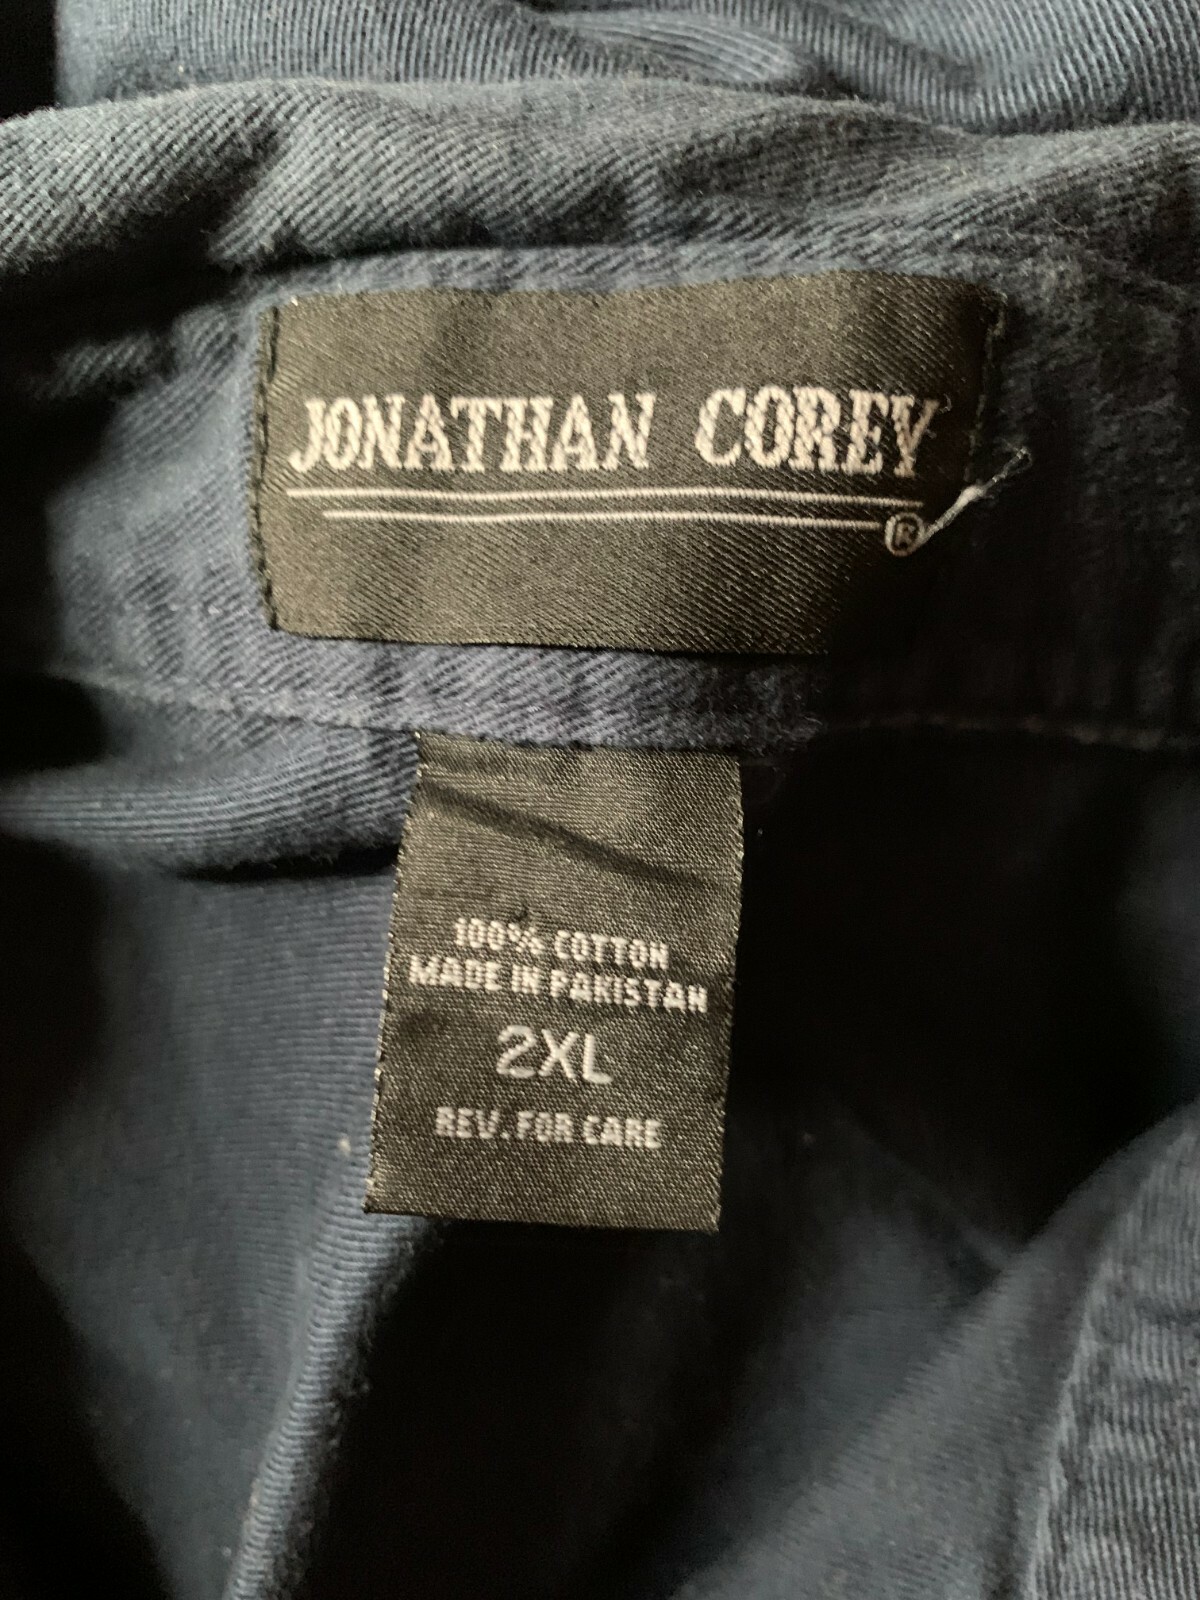 JONATHAN COREY
®
100% COTTON
MADE IN PAKISTAN
2XL
REV. FOR CARE